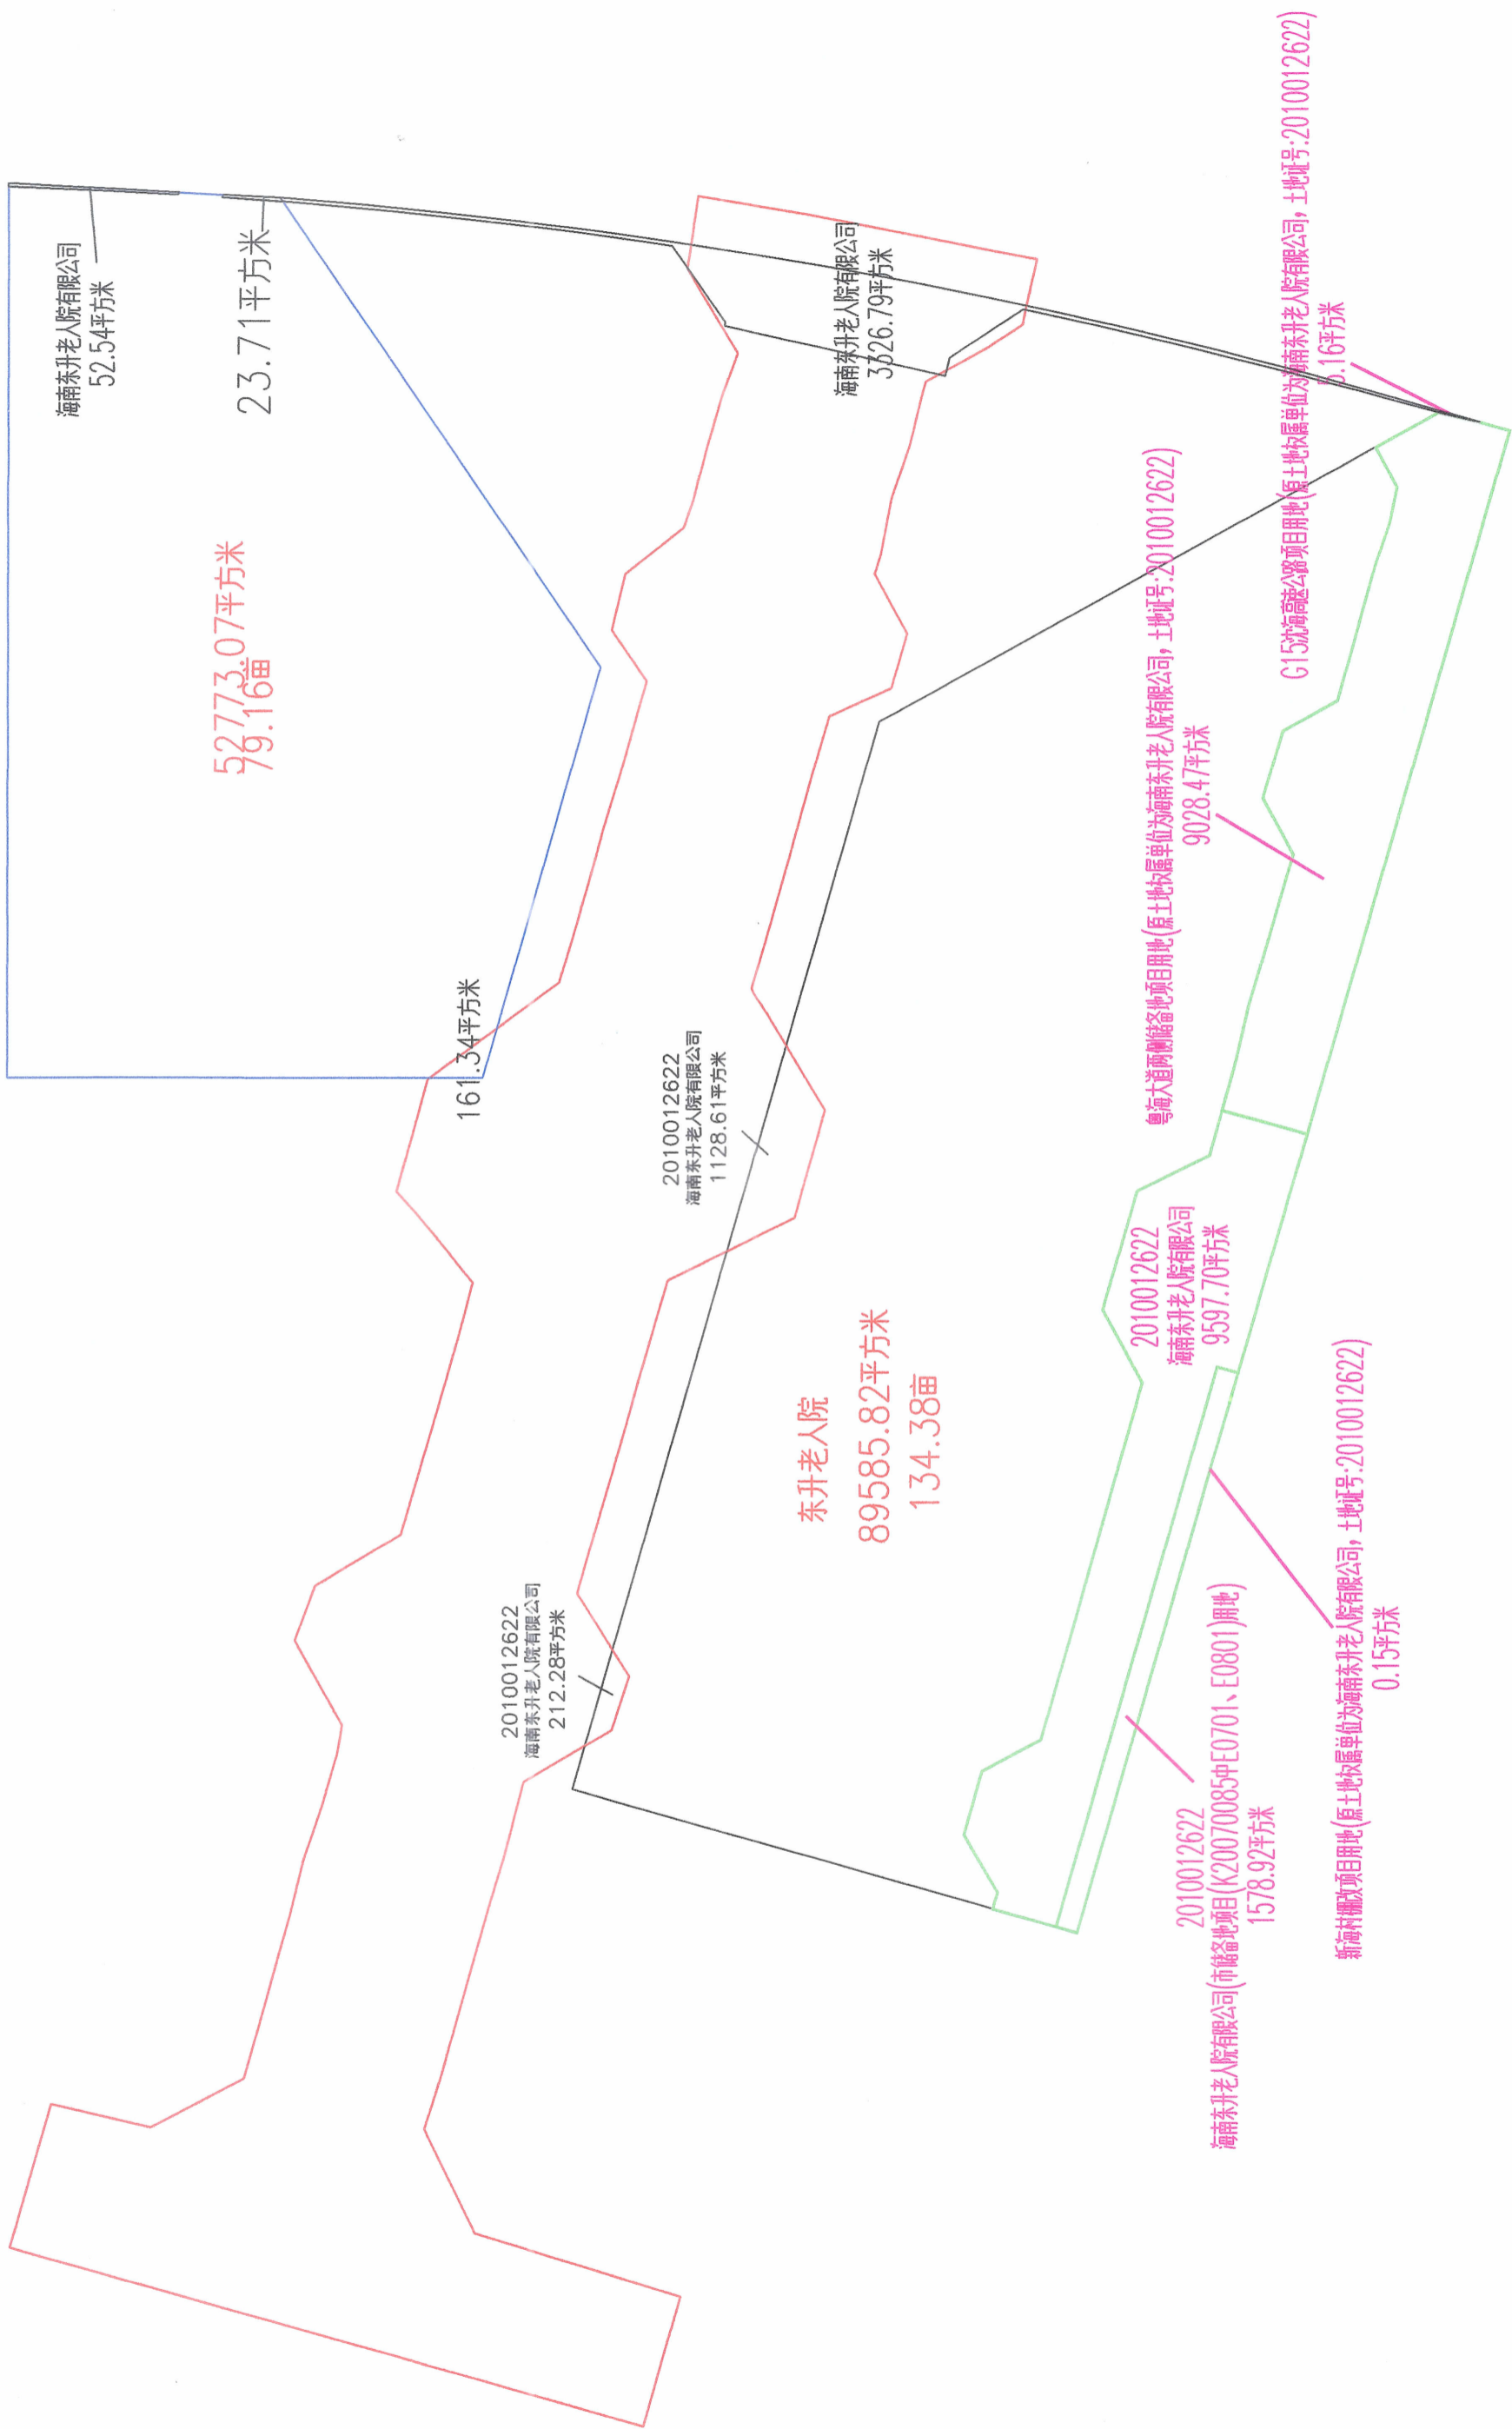 海南东升老人院有限公司
52.54平方米
23.71平方米
52773.07平方米
79.16亩
161.34平方米
海南东升老人院有限公司
3326.79平方米
2010012622
海南东升老人院有限公司
1128.61平方米
2010012622
海南东升老人院有限公司
212.28平方米
东升老人院
89585.82平方米
134.38亩
G15沈海高速公路项目用地(原土地权属单位为海南东升老人院有限公司，土地证号:2010012622)
5.16平方米
粤海大道两侧储备地项目用地(原土地权属单位为海南东升老人院有限公司，土地证号:2010012622)
9028.47平方米
2010012622
海南东升老人院有限公司
9597.70平方米
2010012622
海南东升老人院有限公司(市储备地项目(K20070085中E0701、E0801)用地)
1578.92平方米
新海村棚改项目用地(原土地权属单位为海南东升老人院有限公司，土地证号:2010012622)
0.15平方米